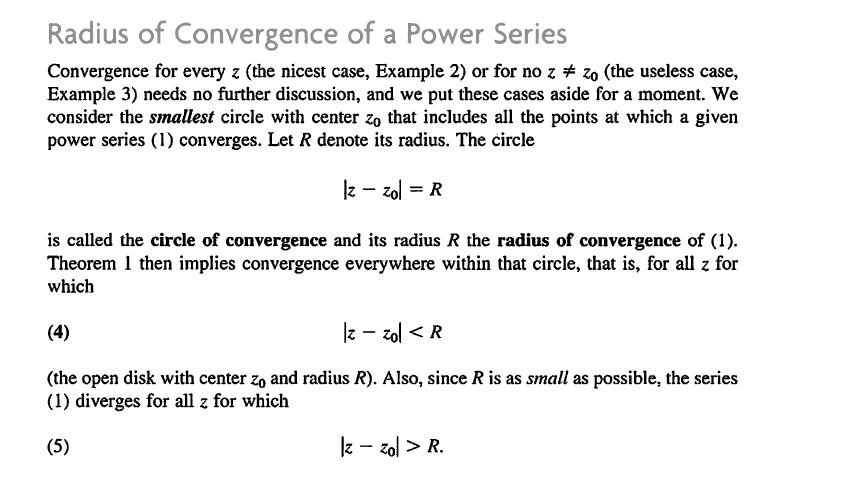 Radius of Convergence of a Power Series
Convergence for every z (the nicest case, Example 2) or for no z ≠ z₀ (the useless case,
Example 3) needs no further discussion, and we put these cases aside for a moment. We
consider the smallest circle with center z₀ that includes all the points at which a given
power series (1) converges. Let R denote its radius. The circle
|z − z₀| = R
is called the circle of convergence and its radius R the radius of convergence of (1).
Theorem 1 then implies convergence everywhere within that circle, that is, for all z for
which
(4) |z − z₀| < R
(the open disk with center z₀ and radius R). Also, since R is as small as possible, the series
(1) diverges for all z for which
(5) |z − z₀| > R.